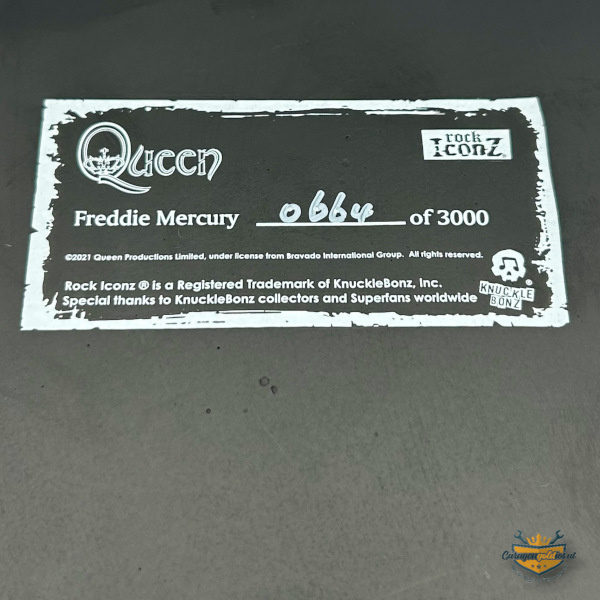 Queen
rock
Iconz
Freddie Mercury 0664 of 3000
©2021 Queen Productions Limited, under license from Bravado International Group. All rights reserved.
Rock Iconz ® is a Registered Trademark of KnuckleBonz, Inc.
Special thanks to KnuckleBonz collectors and Superfans worldwide
KNUCKLE
BONZ